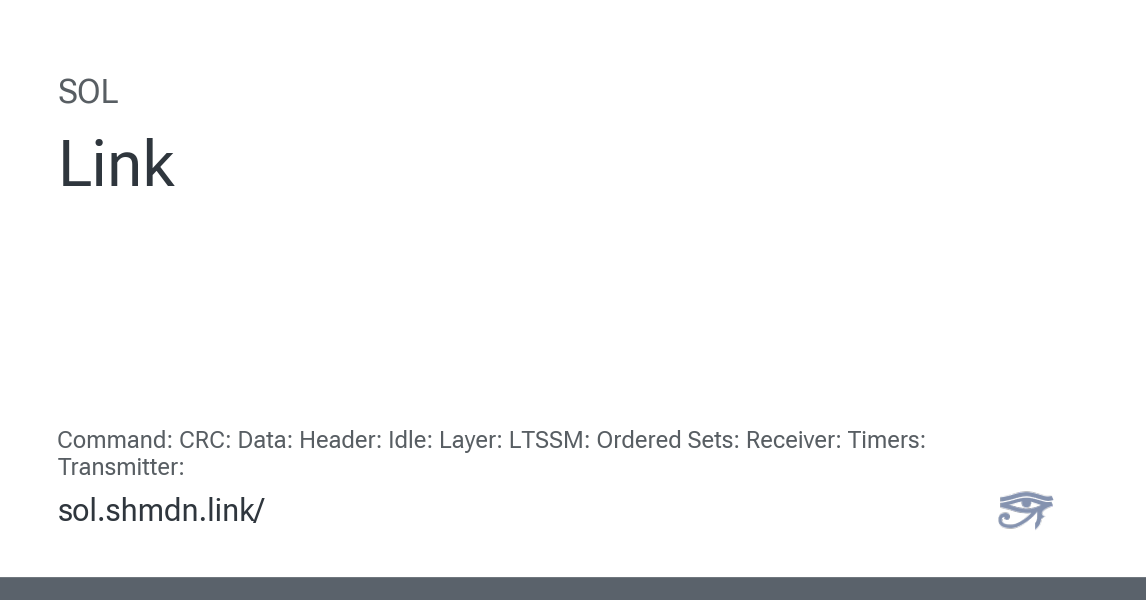 SOL
Link
Command: CRC: Data: Header: Idle: Layer: LTSSM: Ordered Sets: Receiver: Timers:
Transmitter:
sol.shmdn.link/